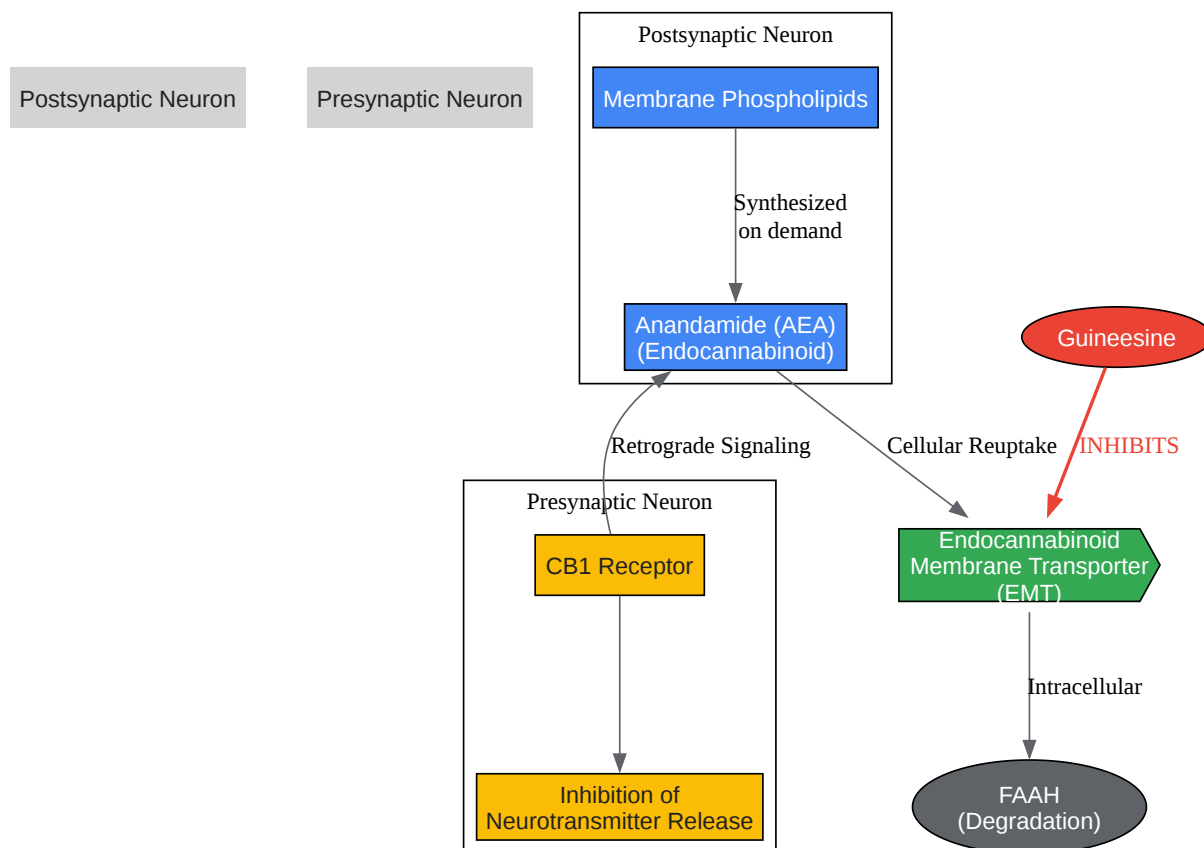 Postsynaptic Neuron
Postsynaptic Neuron
Presynaptic Neuron
Membrane Phospholipids
Synthesized
on demand
Anandamide (AEA)
(Endocannabinoid)
Guineesine
Retrograde Signaling
Cellular Reuptake
INHIBITS
Presynaptic Neuron
CB1 Receptor
Endocannabinoid
Membrane Transporter
(EMT)
Intracellular
Inhibition of
Neurotransmitter Release
FAAH
(Degradation)